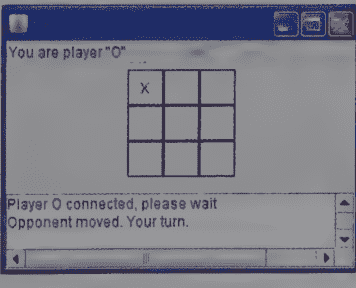 You are player "O"
X
Player O connected, please wait
Opponent moved. Your turn.